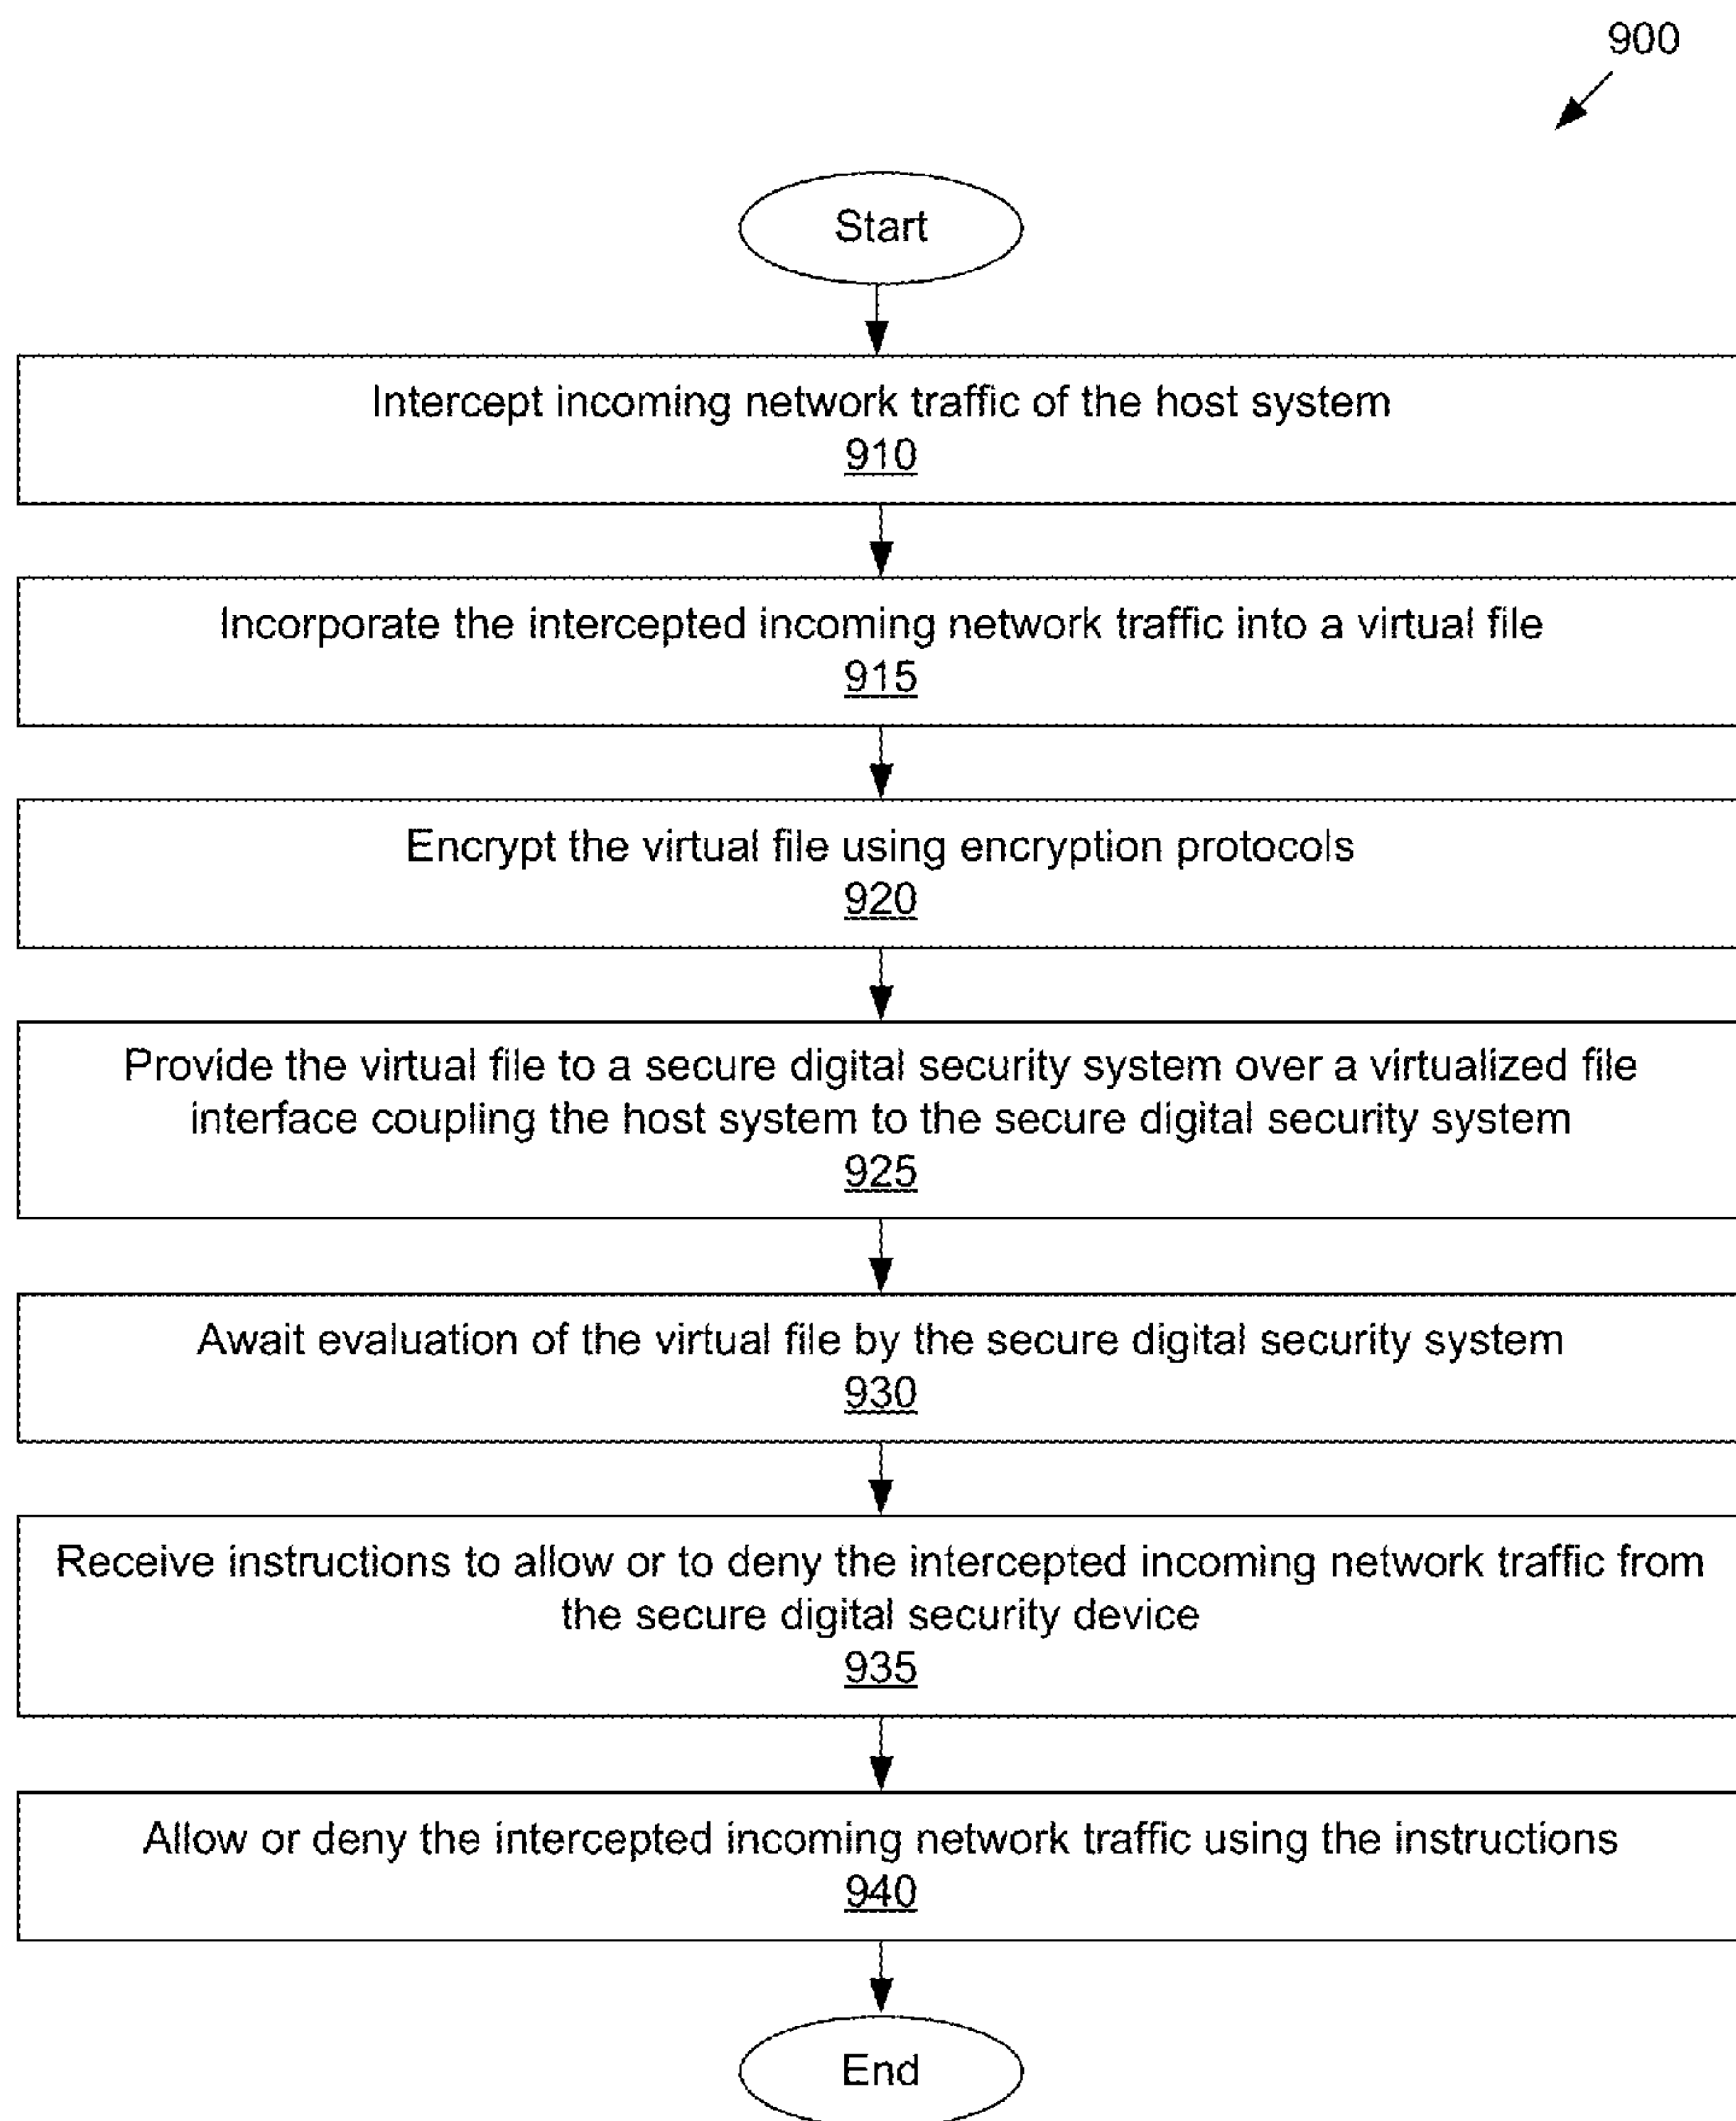 900
Start
Intercept incoming network traffic of the host system
910
Incorporate the intercepted incoming network traffic into a virtual file
915
Encrypt the virtual file using encryption protocols
920
Provide the virtual file to a secure digital security system over a virtualized file
interface coupling the host system to the secure digital security system
925
Await evaluation of the virtual file by the secure digital security system
930
Receive instructions to allow or to deny the intercepted incoming network traffic from
the secure digital security device
935
Allow or deny the intercepted incoming network traffic using the instructions
940
End